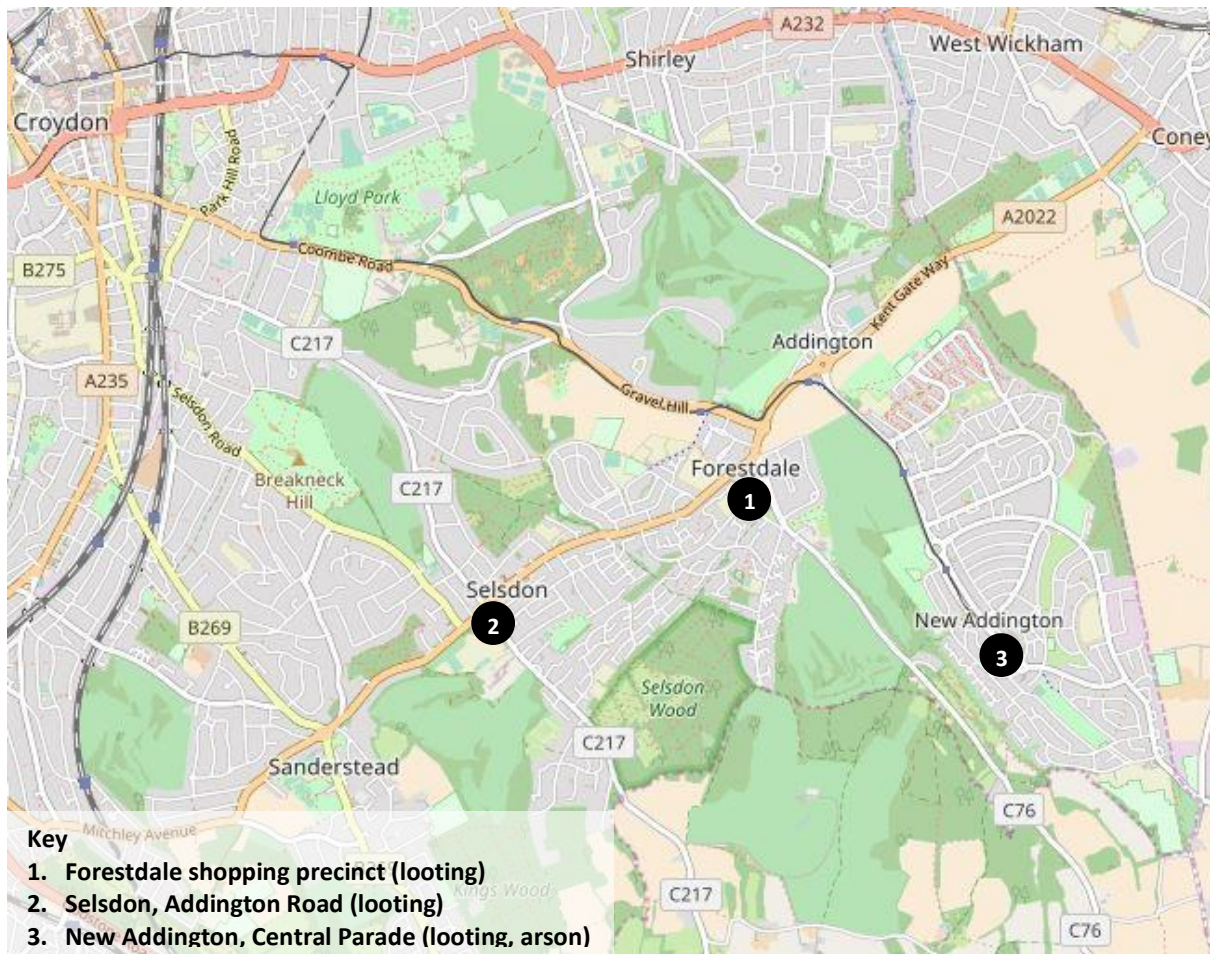 A232
West Wickham
Shirley
Croydon
Coney
Park Hill Road
Lloyd Park
A2022
Coombe Road
B275
Kent Gate Way
C217
Addington
A235
Gravel Hill
Selsdon Road
Forestdale
Breakneck
Hill
C217
1
Selsdon
2
B269
New Addington
3
Selsdon
Wood
C217
Sanderstead
C76
Mitchley Avenue
Key
1. Forestdale shopping precinct (looting)
Kings Wood
C217
2. Selsdon, Addington Road (looting)
C76
3. New Addington, Central Parade (looting, arson)